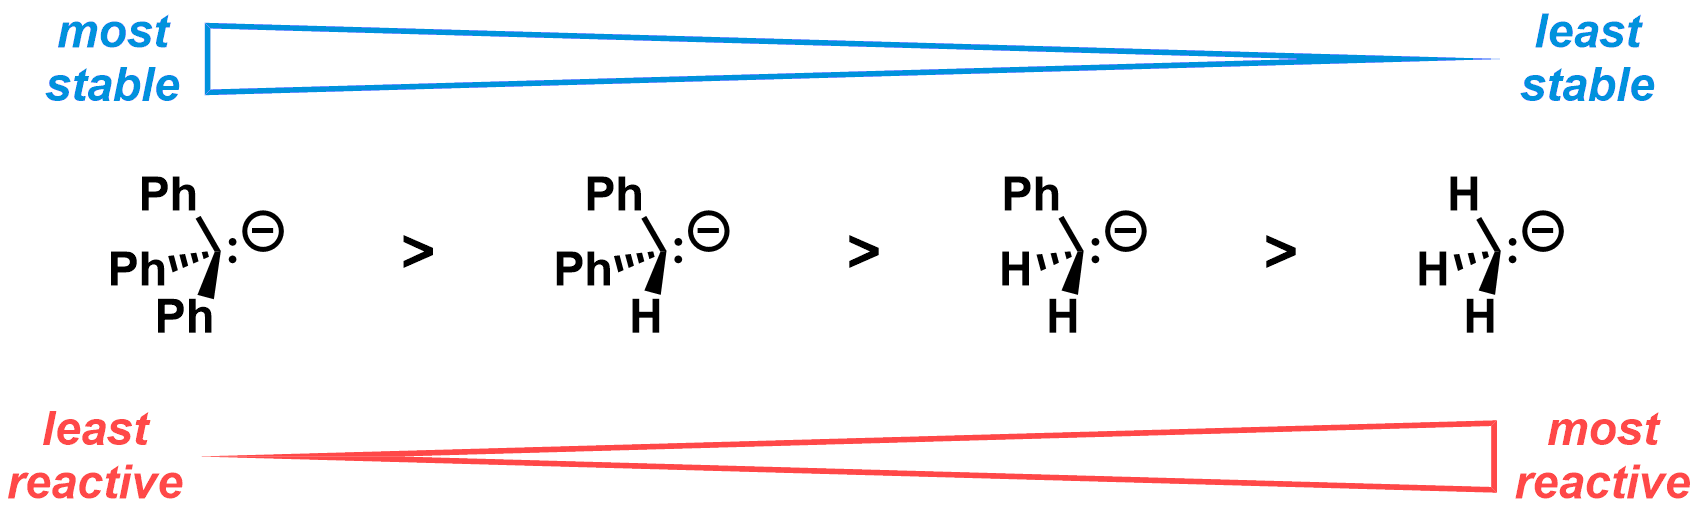 most
stable
least
stable
Ph
Ph
Ph
:
⊖
>
Ph
Ph
H
:
⊖
>
Ph
H
H
:
⊖
>
H
H
H
:
⊖
least
reactive
most
reactive